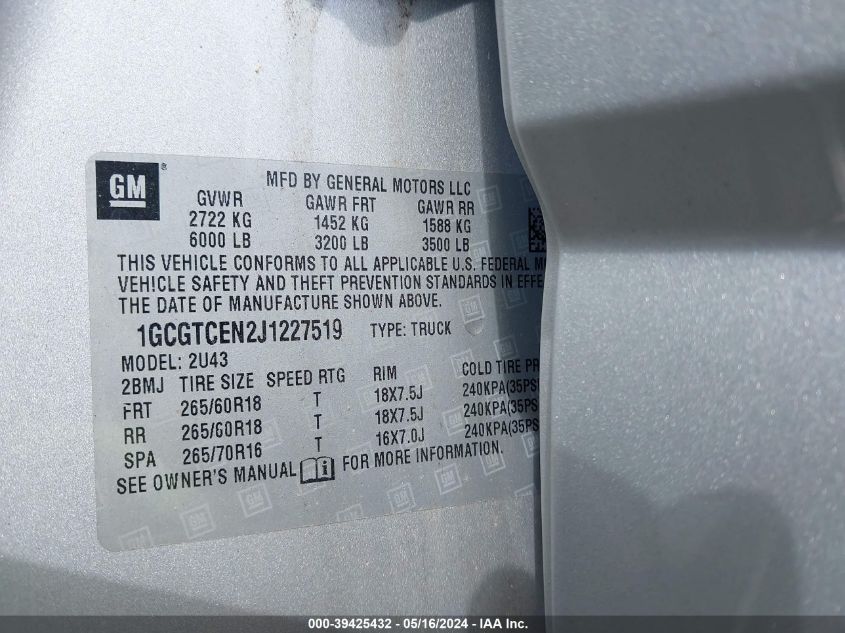 GM
MFD BY GENERAL MOTORS LLC
GVWR GAWR FRT GAWR RR
2722 KG 1452 KG 1588 KG
6000 LB 3200 LB 3500 LB
THIS VEHICLE CONFORMS TO ALL APPLICABLE U.S. FEDERAL
VEHICLE SAFETY AND THEFT PREVENTION STANDARDS IN EFFE
THE DATE OF MANUFACTURE SHOWN ABOVE.
1GCGTCEN2J1227519 TYPE: TRUCK
MODEL: 2U43
2BMJ TIRE SIZE SPEED RTG RIM COLD TIRE PR
FRT 265/60R18 T 18X7.5J 240KPA(35PSI
RR 265/60R18 T 18X7.5J 240KPA(35PS
SPA 265/70R16 T 16X7.0J 240KPA(35PS
SEE OWNER'S MANUAL FOR MORE INFORMATION.
000-39425432 - 05/16/2024 - IAA Inc.